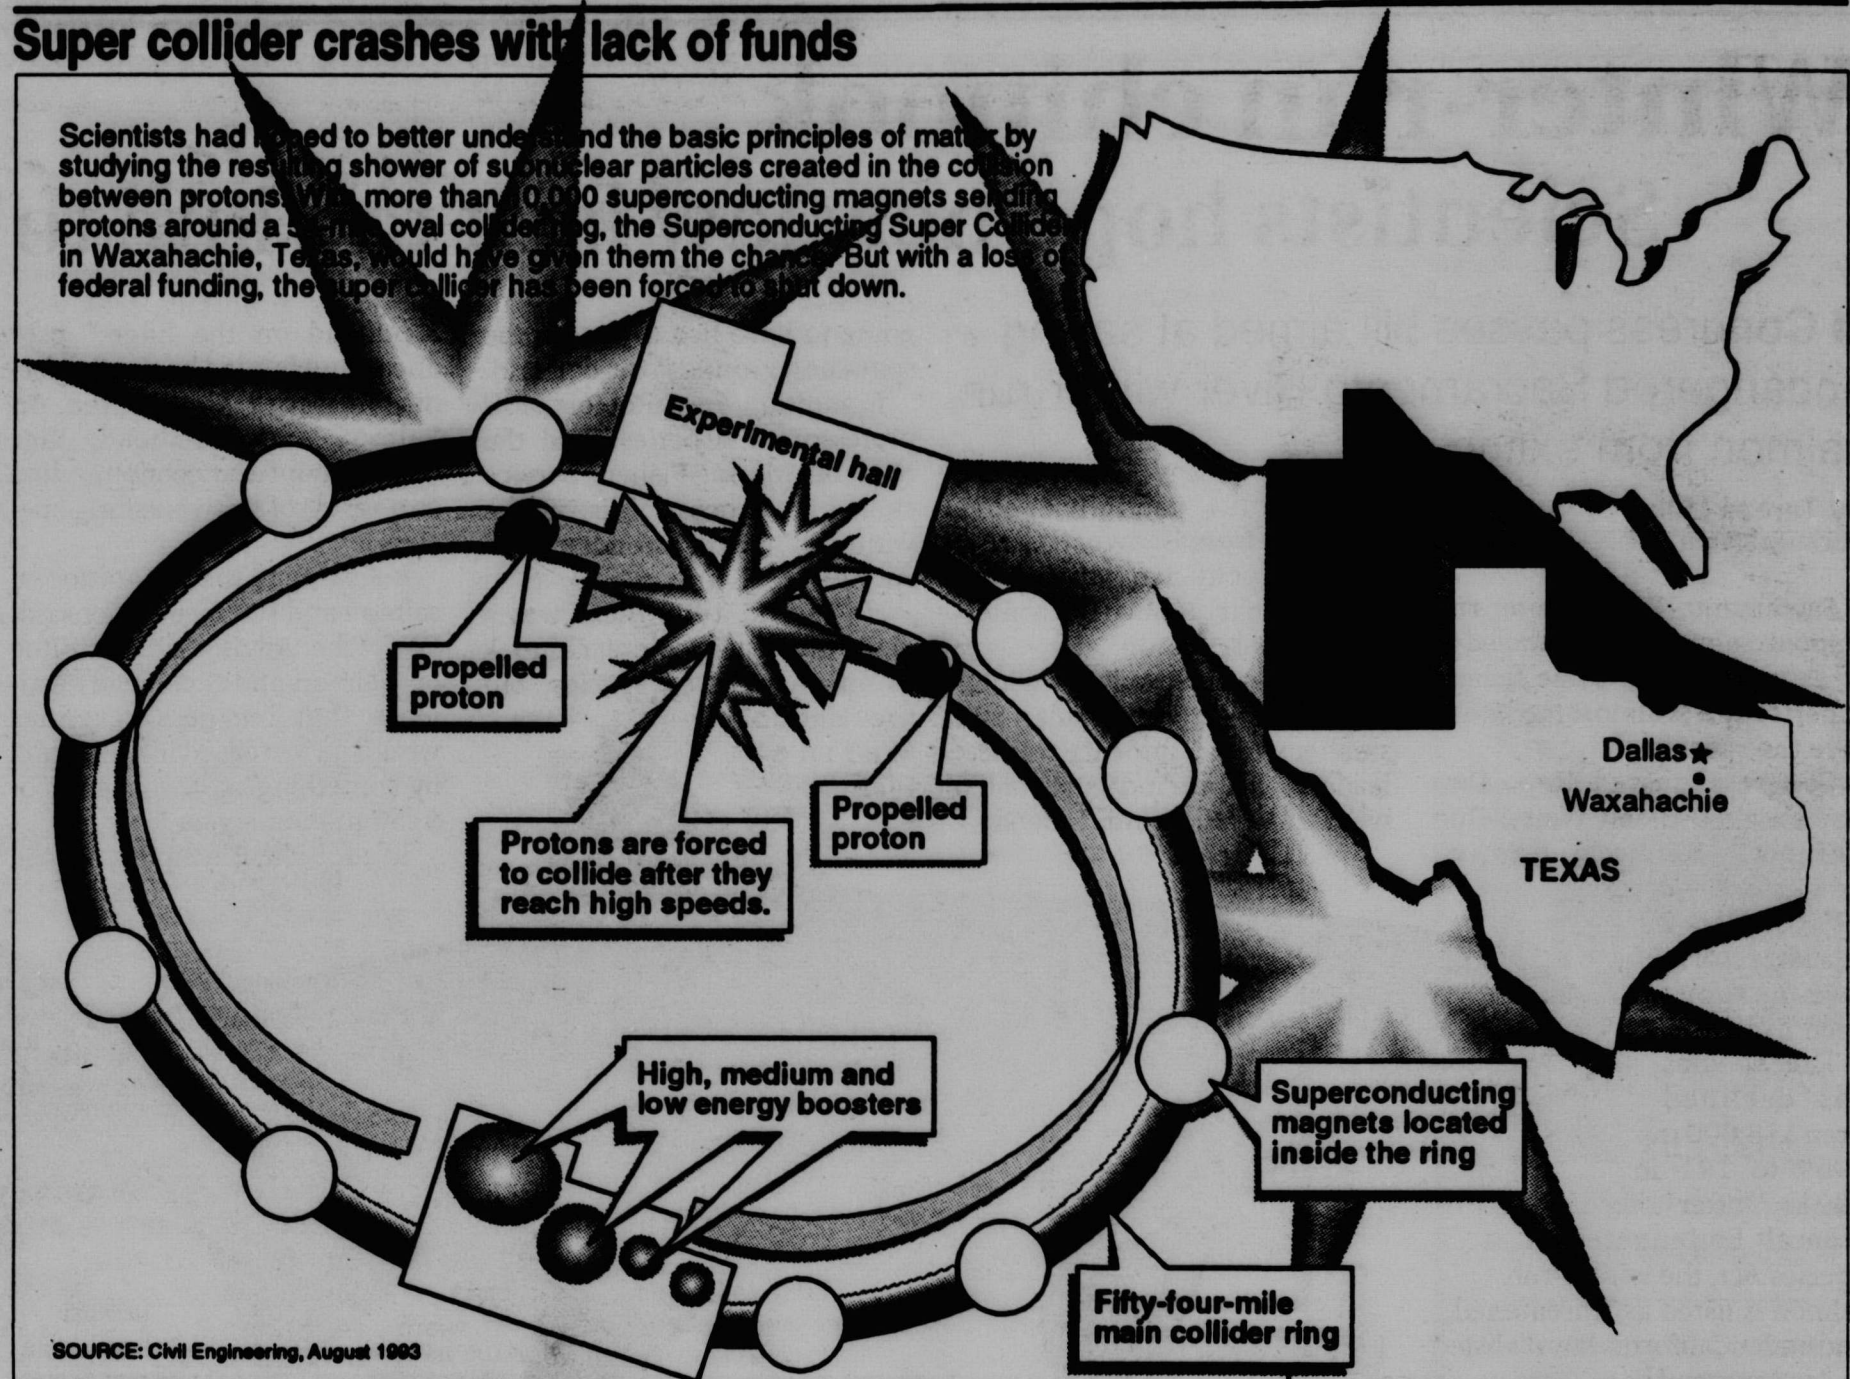 Super collider crashes with lack of funds
Scientists had hoped to better understand the basic principles of matter by
studying the resulting shower of subnuclear particles created in the collision
between protons. With more than 10,000 superconducting magnets sending
protons around a oval collider ring, the Superconducting Super Collider
in Waxahachie, Texas, would have given them the chance. But with a loss of
federal funding, the super collider has been forced to shut down.
Experimental hall
Propelled
proton
Propelled
proton
Protons are forced
to collide after they
reach high speeds.
Dallas
Waxahachie
TEXAS
High, medium and
low energy boosters
Superconducting
magnets located
inside the ring
Fifty-four-mile
main collider ring
SOURCE: Civil Engineering, August 1993